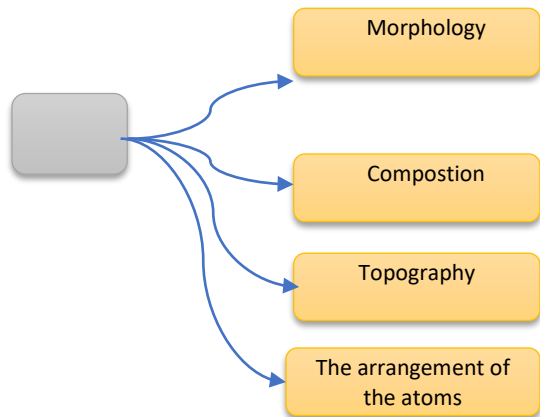 Morphology
Compostion
Topography
The arrangement of
the atoms